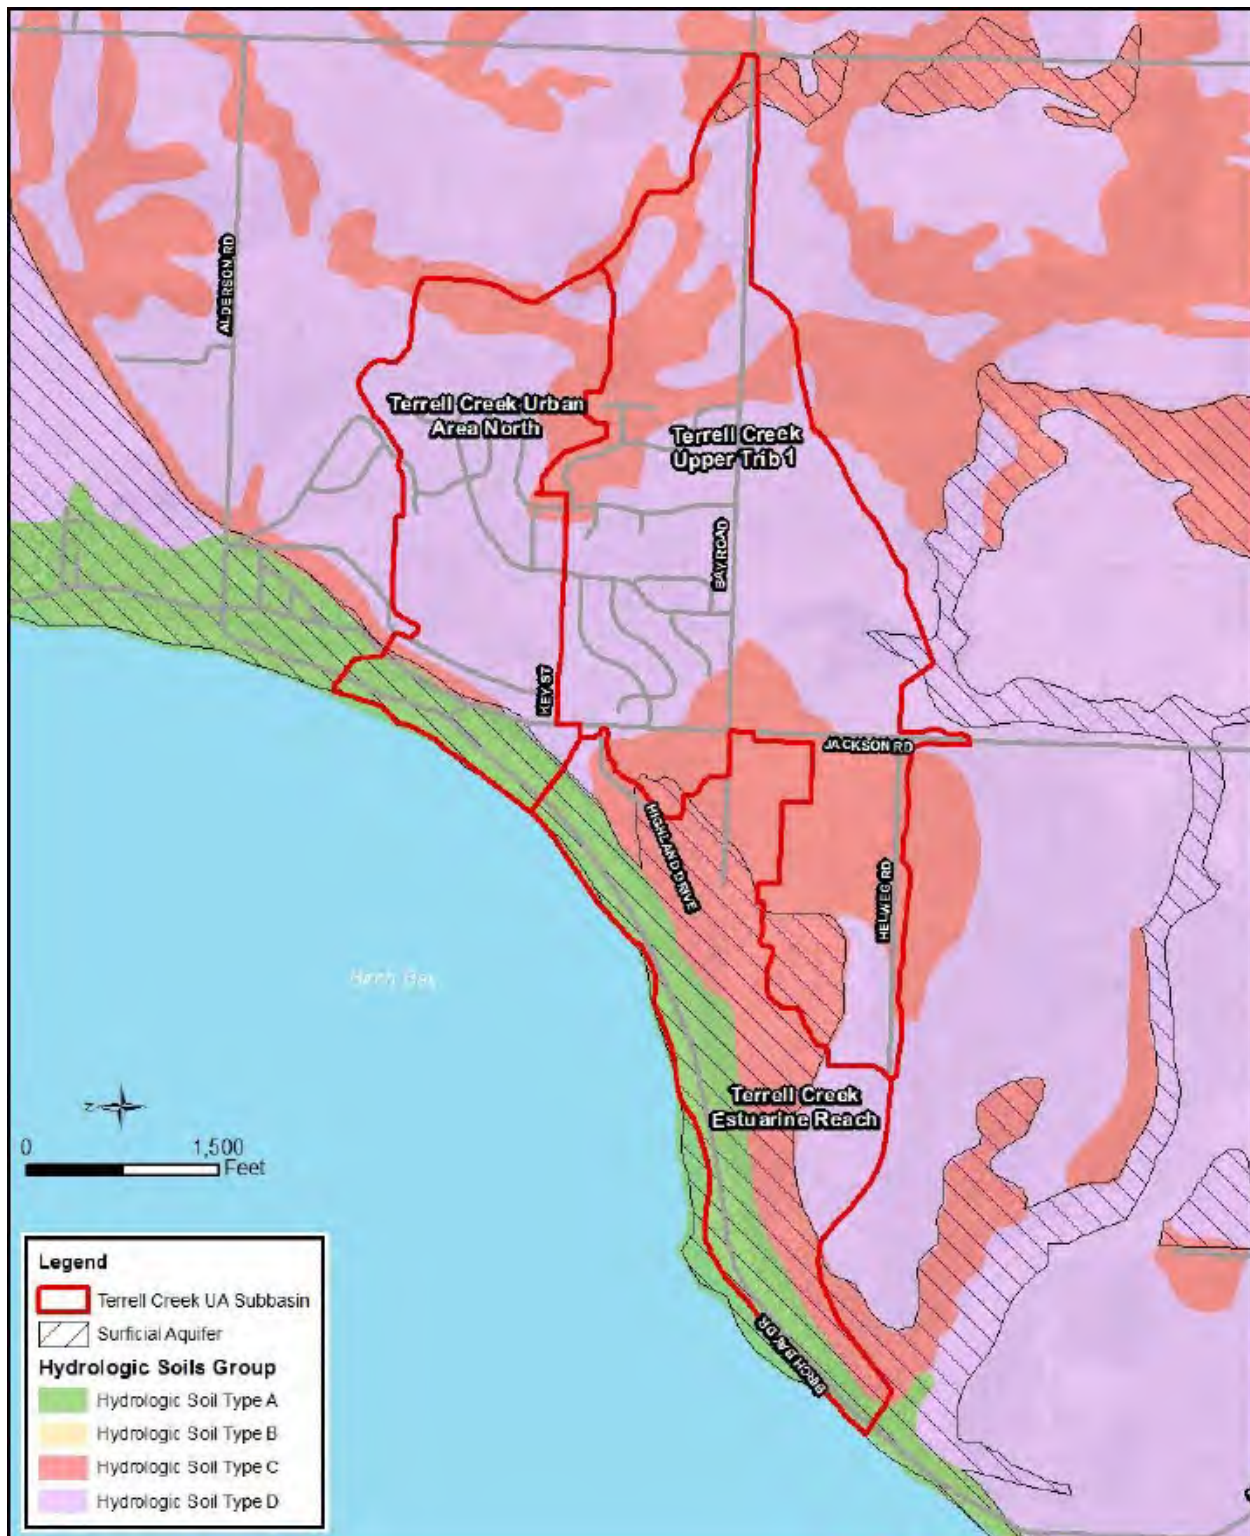 ALDERSON RD
Terrell Creek Urban
Area North
Terrell Creek
Upper Trib 1
BAY ROAD
KEY ST
JACKSON RD
HIGHLAND DRIVE
HELWEG RD
Birch Bay
Terrell Creek
Estuarine Reach
BIRCH BAY DR
z
0 1,500
Feet
Legend
Terrell Creek UA Subbasin
Surficial Aquifer
Hydrologic Soils Group
Hydrologic Soil Type A
Hydrologic Soil Type B
Hydrologic Soil Type C
Hydrologic Soil Type D